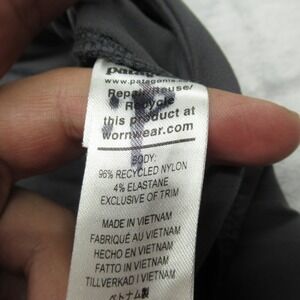 patagonia
Repair/Reuse/
Recycle
this product at
wornwear.com
BODY:
96% RECYCLED NYLON
4% ELASTANE
EXCLUSIVE OF TRIM
MADE IN VIETNAM
FABRIQUÉ AU VIETNAM
HECHO EN VIETNAM
FATTO IN VIETNAM
TILLVERKAD I VIETNAM
ベトナム製